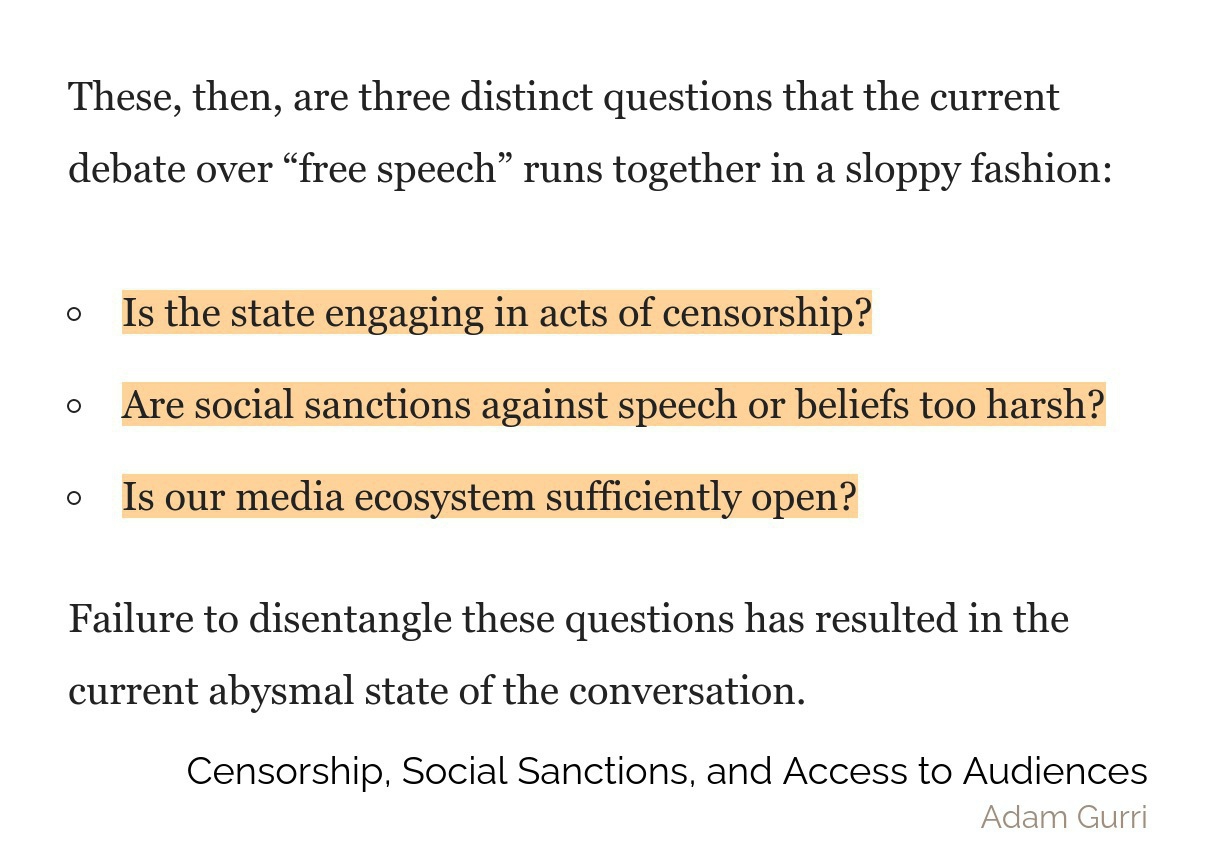 These, then, are three distinct questions that the current
debate over “free speech” runs together in a sloppy fashion:
Is the state engaging in acts of censorship?
Are social sanctions against speech or beliefs too harsh?
Is our media ecosystem sufficiently open?
Failure to disentangle these questions has resulted in the
current abysmal state of the conversation.
Censorship, Social Sanctions, and Access to Audiences
Adam Gurri